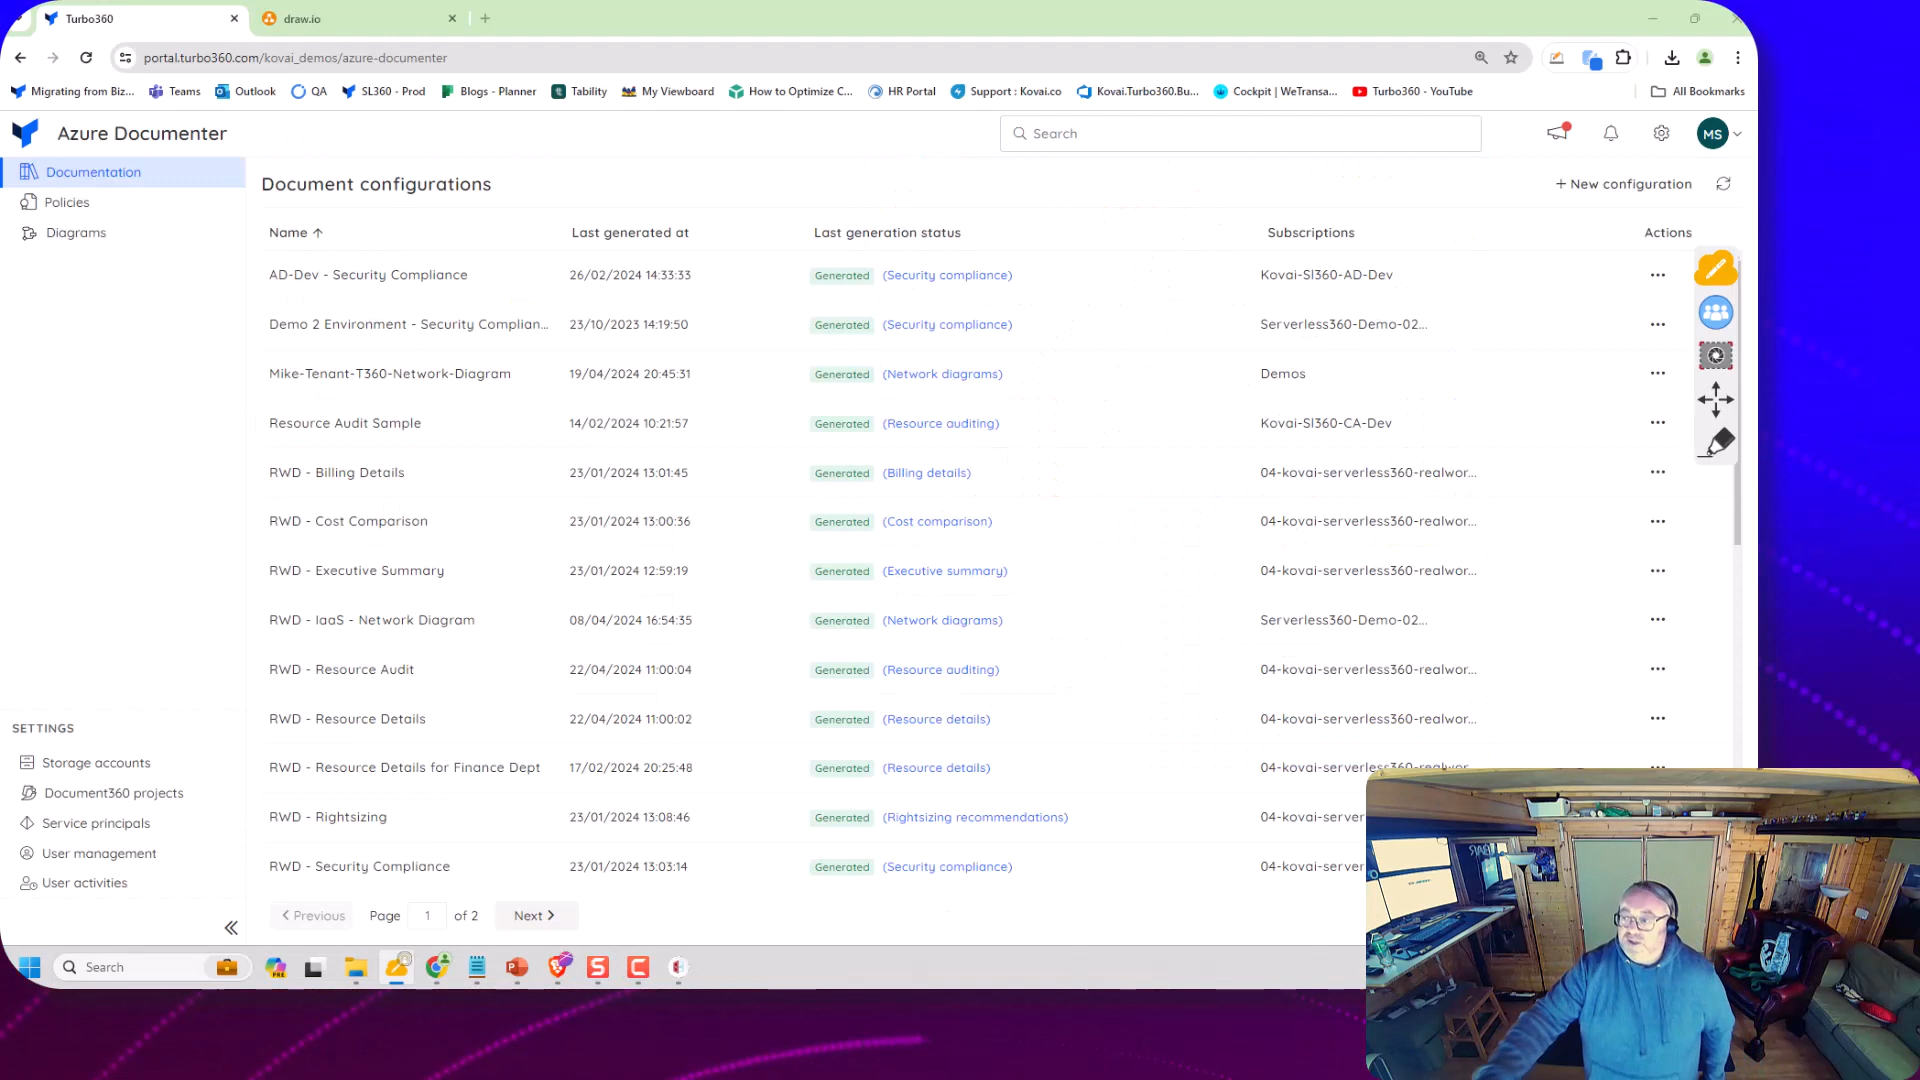 Turbo360
draw.io
portal.turbo360.com/kovai_demos/azure-documenter
Migrating from Biz...
Teams
Outlook
QA
SL360 - Prod
Blogs - Planner
Tability
My Viewboard
How to Optimize C...
HR Portal
Support : Kovai.co
Kovai.Turbo360.Bu...
Cockpit | WeTransa...
Turbo360 - YouTube
All Bookmarks
Azure Documenter
Search
MS
Documentation
Policies
Diagrams
Document configurations
+ New configuration
Name ↑ Last generated at Last generation status Subscriptions Actions
AD-Dev - Security Compliance 26/02/2024 14:33:33 Generated (Security compliance) Kovai-Sl360-AD-Dev ...
Demo 2 Environment - Security Complian... 23/10/2023 14:19:50 Generated (Security compliance) Serverless360-Demo-02... ...
Mike-Tenant-T360-Network-Diagram 19/04/2024 20:45:31 Generated (Network diagrams) Demos ...
Resource Audit Sample 14/02/2024 10:21:57 Generated (Resource auditing) Kovai-Sl360-CA-Dev ...
RWD - Billing Details 23/01/2024 13:01:45 Generated (Billing details) 04-kovai-serverless360-realwor... ...
RWD - Cost Comparison 23/01/2024 13:00:36 Generated (Cost comparison) 04-kovai-serverless360-realwor... ...
RWD - Executive Summary 23/01/2024 12:59:19 Generated (Executive summary) 04-kovai-serverless360-realwor... ...
RWD - IaaS - Network Diagram 08/04/2024 16:54:35 Generated (Network diagrams) Serverless360-Demo-02... ...
RWD - Resource Audit 22/04/2024 11:00:04 Generated (Resource auditing) 04-kovai-serverless360-realwor... ...
RWD - Resource Details 22/04/2024 11:00:02 Generated (Resource details) 04-kovai-serverless360-realwor... ...
RWD - Resource Details for Finance Dept 17/02/2024 20:25:48 Generated (Resource details) 04-kovai-serverless360-realwor... ...
RWD - Rightsizing 23/01/2024 13:08:46 Generated (Rightsizing recommendations) 04-kovai-server
RWD - Security Compliance 23/01/2024 13:03:14 Generated (Security compliance) 04-kovai-serv
SETTINGS
Storage accounts
Document360 projects
Service principals
User management
User activities
Previous Page 1 of 2 Next
Search
PRE